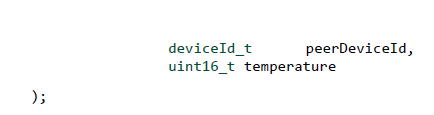 deviceId_t peerDeviceId,
uint16_t temperature
);